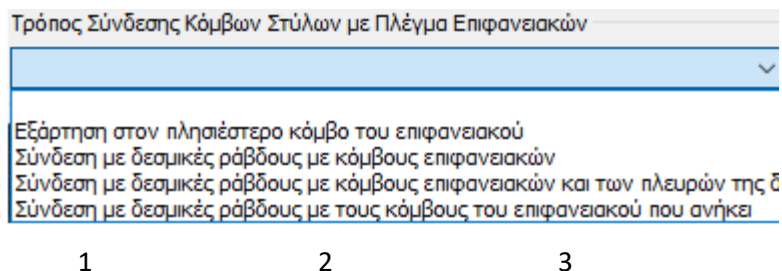 Τρόπος Σύνδεσης Κόμβων Στύλων με Πλέγμα Επιφανειακών
Εξάρτηση στον πλησιέστερο κόμβο του επιφανειακού
Σύνδεση με δεσμικές ράβδους με κόμβους επιφανειακών
Σύνδεση με δεσμικές ράβδους με κόμβους επιφανειακών και των πλευρών της
Σύνδεση με δεσμικές ράβδους με τους κόμβους του επιφανειακού που ανήκει
1 2 3